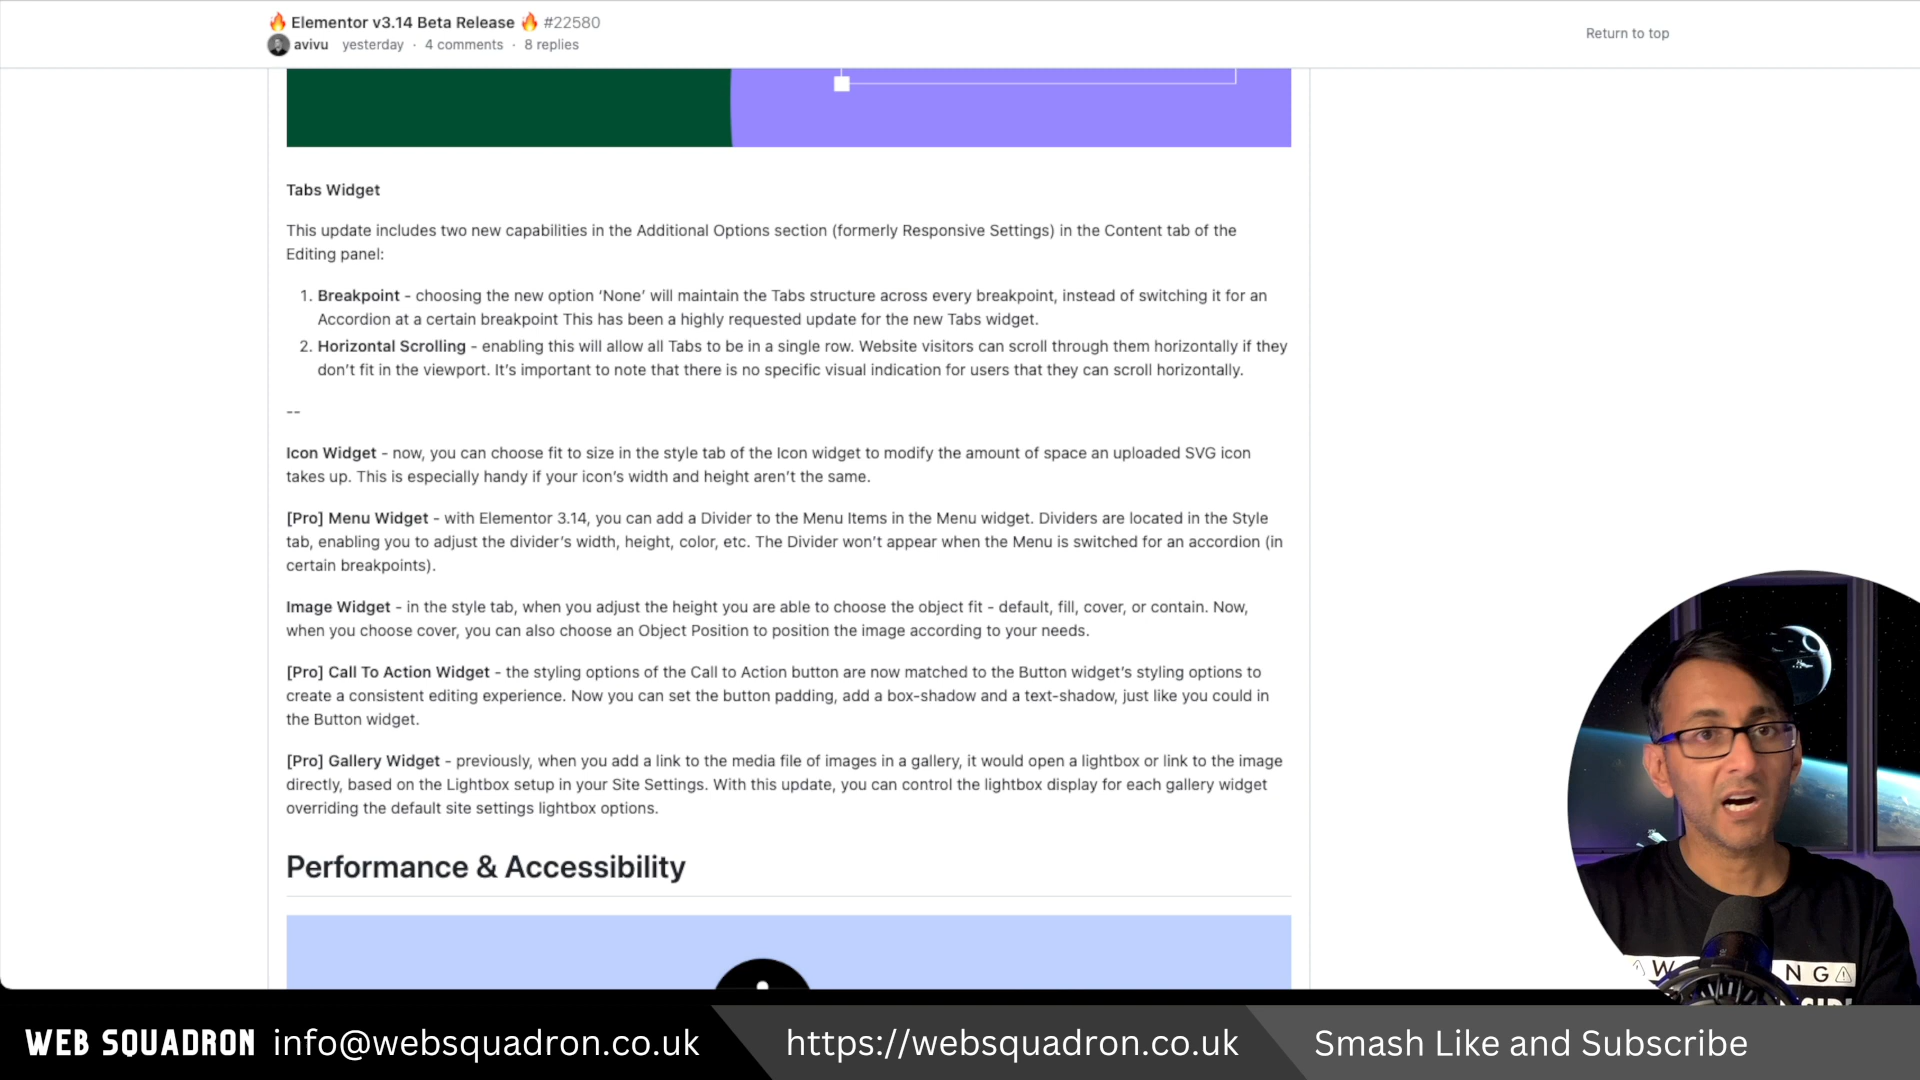 🔥 Elementor v3.14 Beta Release 🔥 #22580
avivu yesterday · 4 comments · 8 replies
Return to top
Tabs Widget
This update includes two new capabilities in the Additional Options section (formerly Responsive Settings) in the Content tab of the
Editing panel:
1. Breakpoint - choosing the new option ‘None’ will maintain the Tabs structure across every breakpoint, instead of switching it for an
Accordion at a certain breakpoint This has been a highly requested update for the new Tabs widget.
2. Horizontal Scrolling - enabling this will allow all Tabs to be in a single row. Website visitors can scroll through them horizontally if they
don’t fit in the viewport. It’s important to note that there is no specific visual indication for users that they can scroll horizontally.
--
Icon Widget - now, you can choose fit to size in the style tab of the Icon widget to modify the amount of space an uploaded SVG icon
takes up. This is especially handy if your icon’s width and height aren’t the same.
[Pro] Menu Widget - with Elementor 3.14, you can add a Divider to the Menu Items in the Menu widget. Dividers are located in the Style
tab, enabling you to adjust the divider’s width, height, color, etc. The Divider won’t appear when the Menu is switched for an accordion (in
certain breakpoints).
Image Widget - in the style tab, when you adjust the height you are able to choose the object fit - default, fill, cover, or contain. Now,
when you choose cover, you can also choose an Object Position to position the image according to your needs.
[Pro] Call To Action Widget - the styling options of the Call to Action button are now matched to the Button widget’s styling options to
create a consistent editing experience. Now you can set the button padding, add a box-shadow and a text-shadow, just like you could in
the Button widget.
[Pro] Gallery Widget - previously, when you add a link to the media file of images in a gallery, it would open a lightbox or link to the image
directly, based on the Lightbox setup in your Site Settings. With this update, you can control the lightbox display for each gallery widget
overriding the default site settings lightbox options.
Performance & Accessibility
WEB SQUADRON info@websquadron.co.uk
https://websquadron.co.uk
Smash Like and Subscribe